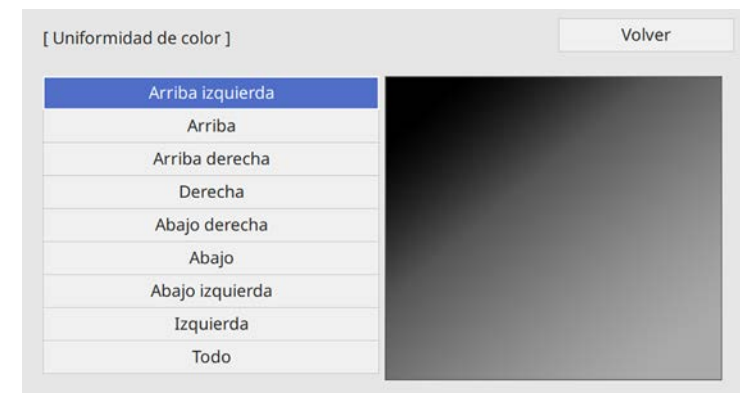 [ Uniformidad de color ]
Volver
Arriba izquierda
Arriba
Arriba derecha
Derecha
Abajo derecha
Abajo
Abajo izquierda
Izquierda
Todo